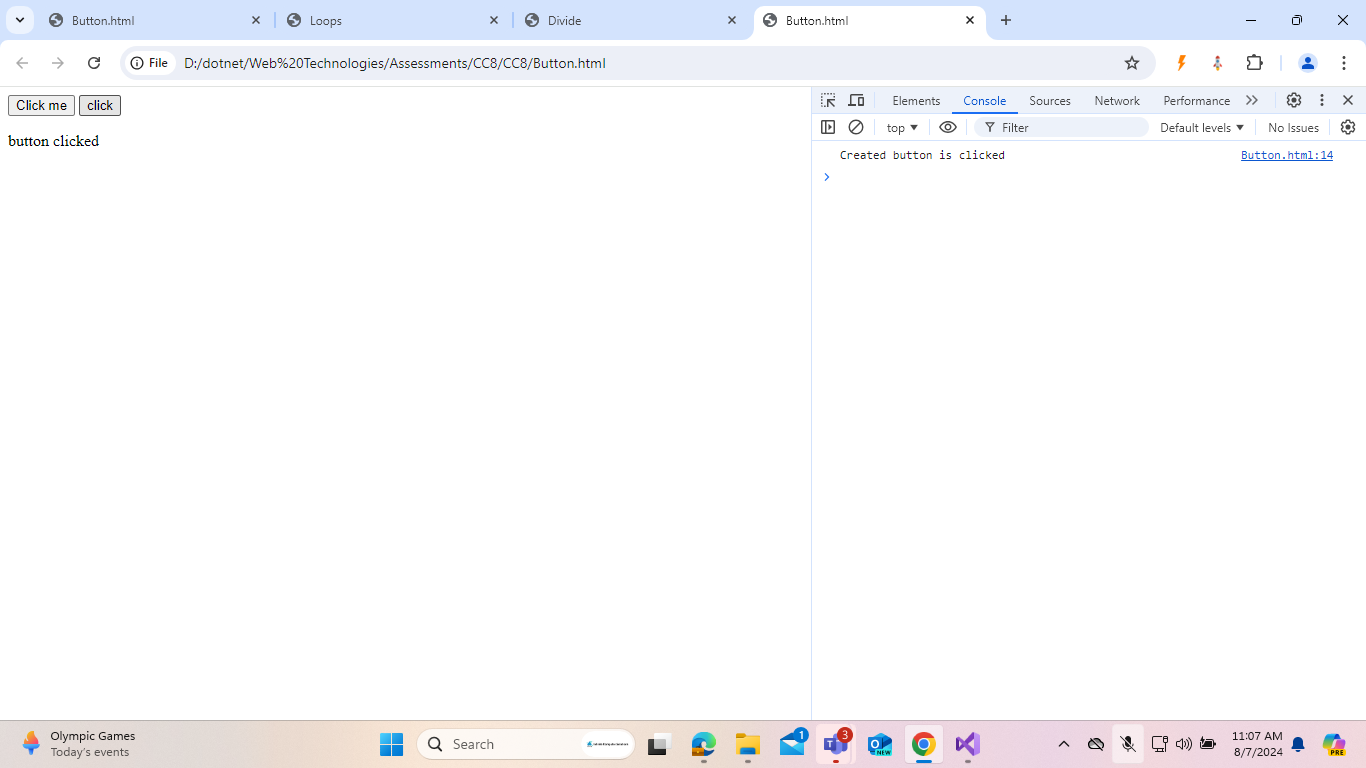 Button.html
Loops
Divide
Button.html
File
D:/dotnet/Web%20Technologies/Assessments/CC8/CC8/Button.html
Click me
click
button clicked
Elements
Console
Sources
Network
Performance
top
Filter
Default levels
No Issues
Created button is clicked
Button.html:14
Olympic Games
Today's events
Search
1
3
NEW
11:07 AM
8/7/2024
PRE